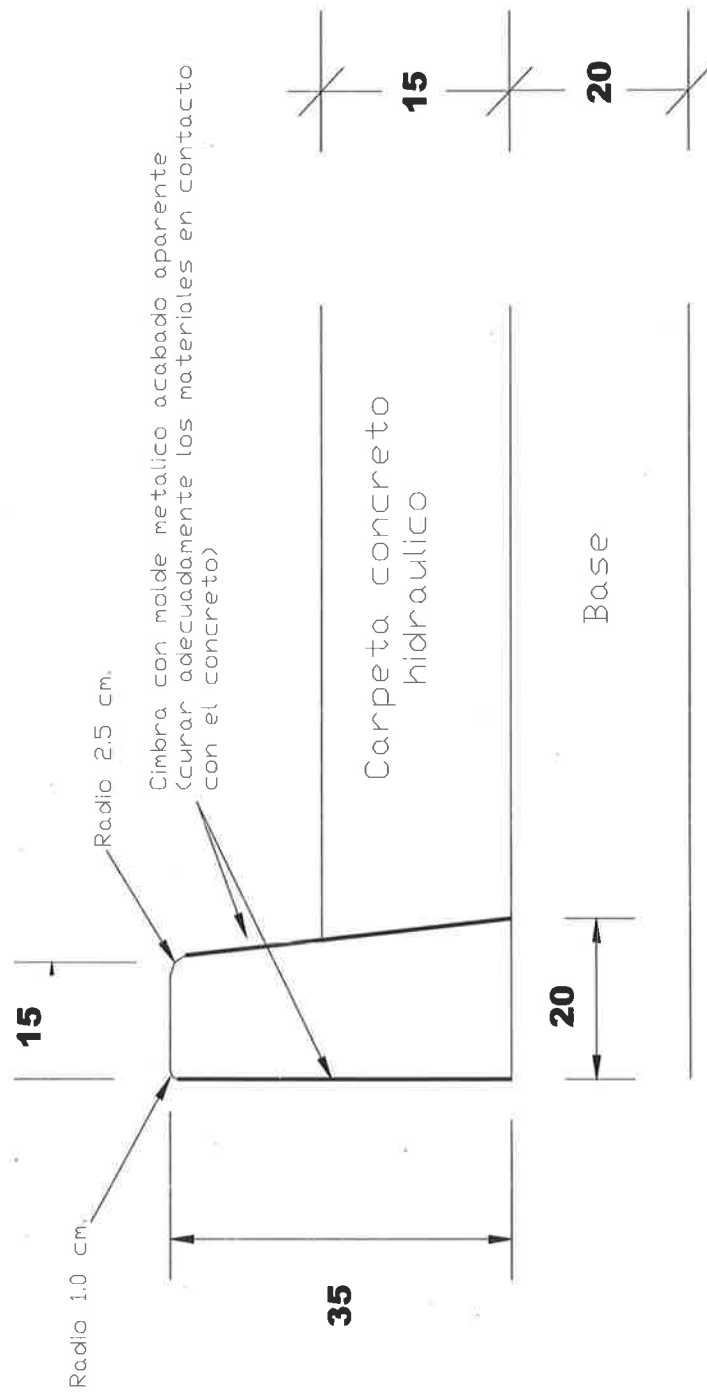 Radio 1.0 cm.
15
Radio 2.5 cm.
Cimbra con molde metalico acabado aparente
(curar adecuadamente los materiales en contacto
con el concreto)
35
Carpeta concreto
hidraulico
15
20
Base
20